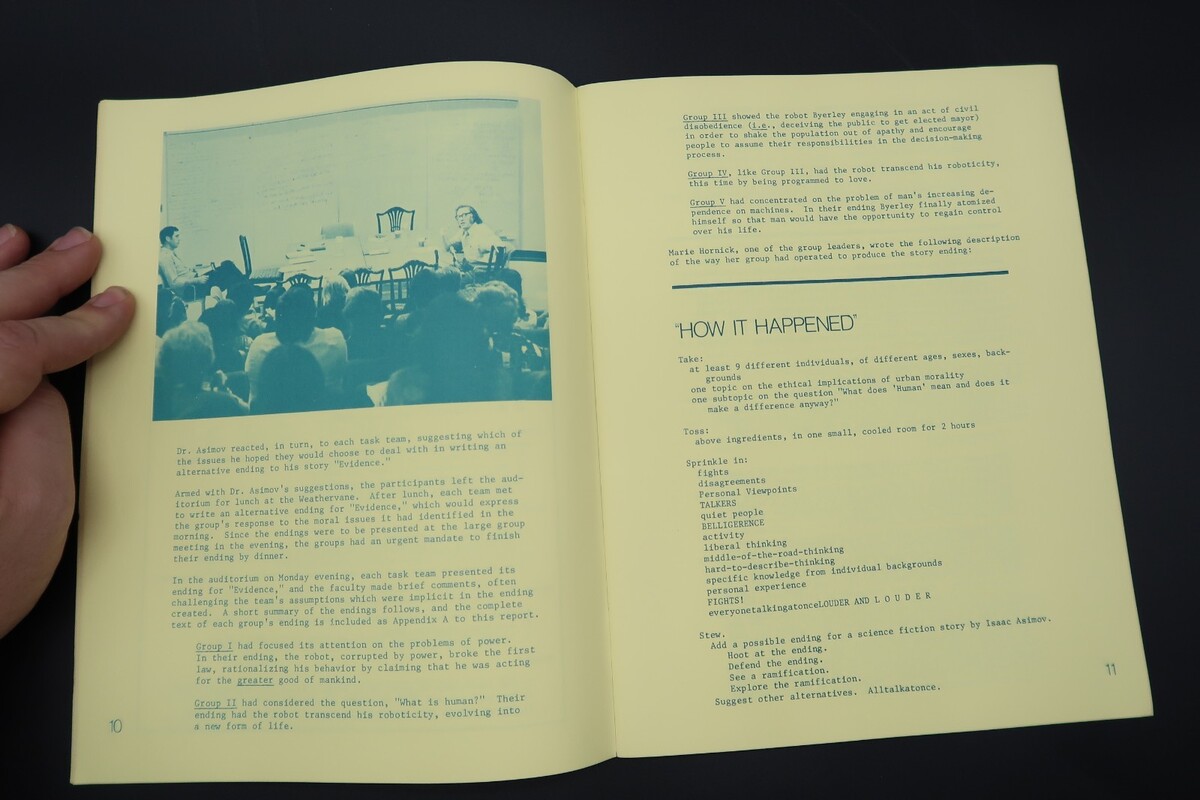 Dr. Asimov reacted, in turn, to each task team, suggesting which of
the issues he hoped they would choose to deal with in writing an
alternative ending to his story "Evidence."
Armed with Dr. Asimov's suggestions, the participants left the aud-
itorium for lunch at the Weathervane. After lunch, each team met
to write an alternative ending for "Evidence," which would express
the group's response to the moral issues it had identified in the
morning. Since the endings were to be presented at the large group
meeting in the evening, the groups had an urgent mandate to finish
their ending by dinner.
In the auditorium on Monday evening, each task team presented its
ending for "Evidence," and the faculty made brief comments, often
challenging the team's assumptions which were implicit in the ending
created. A short summary of the endings follows, and the complete
text of each group's ending is included as Appendix A to this report.
Group I had focused its attention on the problems of power.
In their ending, the robot, corrupted by power, broke the first
law, rationalizing his behavior by claiming that he was acting
for the greater good of mankind.
Group II had considered the question, "What is human?" Their
ending had the robot transcend his roboticity, evolving into
a new form of life.
10
Group III showed the robot Byerley engaging in an act of civil
disobedience (i.e., deceiving the public to get elected mayor)
in order to shake the population out of apathy and encourage
people to assume their responsibilities in the decision-making
process.
Group IV, like Group III, had the robot transcend his roboticity,
this time by being programmed to love.
Group V had concentrated on the problem of man's increasing de-
pendence on machines. In their ending Byerley finally atomized
himself so that man would have the opportunity to regain control
over his life.
Marie Hornick, one of the group leaders, wrote the following description
of the way her group had operated to produce the story ending:
"HOW IT HAPPENED"
Take:
at least 9 different individuals, of different ages, sexes, back-
grounds
one topic on the ethical implications of urban morality
one subtopic on the question "What does 'Human' mean and does it
make a difference anyway?"
Toss:
above ingredients, in one small, cooled room for 2 hours
Sprinkle in:
fights
disagreements
Personal Viewpoints
TALKERS
quiet people
BELLIGERENCE
activity
liberal thinking
middle-of-the-road-thinking
hard-to-describe-thinking
specific knowledge from individual backgrounds
personal experience
FIGHTS!
everyonetalkingatonceLOUDER AND L O U D E R
Stew.
Add a possible ending for a science fiction story by Isaac Asimov.
Hoot at the ending.
Defend the ending.
See a ramification.
Explore the ramification.
Suggest other alternatives. Alltalkatonce.
11